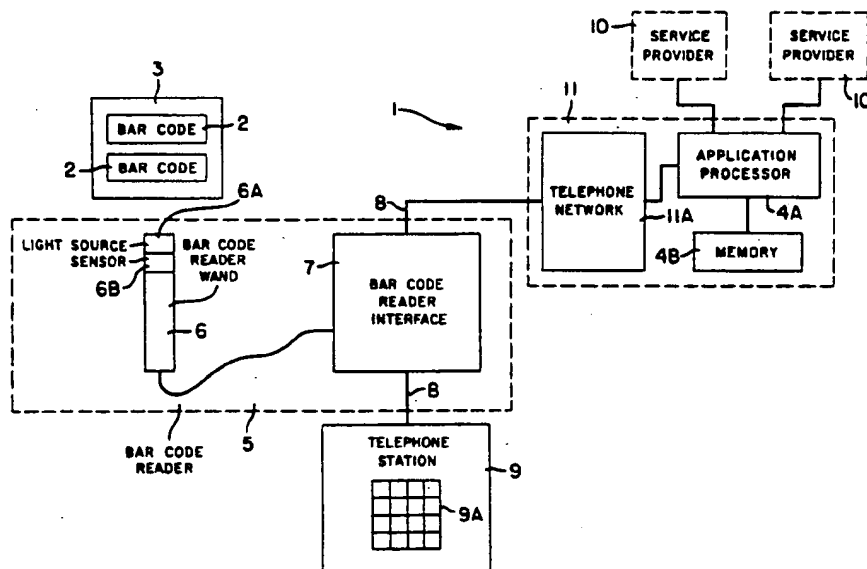 10
SERVICE
PROVIDER
SERVICE
PROVIDER
10
3
BAR CODE
2
2
BAR CODE
1
11
TELEPHONE
NETWORK
11A
APPLICATION
PROCESSOR
4A
4B
MEMORY
6A
8
LIGHT SOURCE
SENSOR
6B
BAR CODE
READER
WAND
6
7
BAR CODE
READER
INTERFACE
8
BAR CODE
READER
5
TELEPHONE
STATION
9
9A